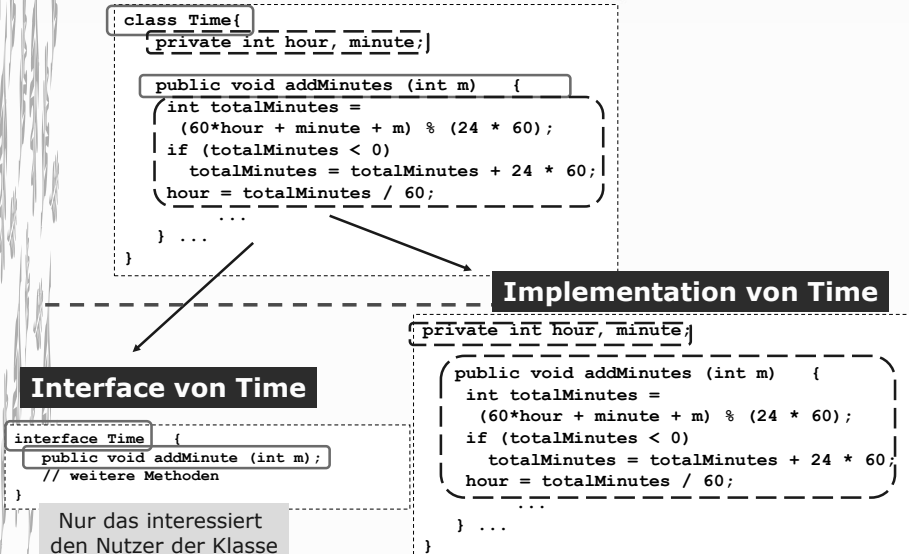 class Time{
private int hour, minute;
public void addMinutes (int m) {
int totalMinutes =
(60*hour + minute + m) % (24 * 60);
if (totalMinutes < 0)
totalMinutes = totalMinutes + 24 * 60;
hour = totalMinutes / 60;
...
} ...
}
Implementation von Time
private int hour, minute;
public void addMinutes (int m) {
int totalMinutes =
(60*hour + minute + m) % (24 * 60);
if (totalMinutes < 0)
totalMinutes = totalMinutes + 24 * 60;
hour = totalMinutes / 60;
...
} ...
}
Interface von Time
interface Time {
public void addMinute (int m);
// weitere Methoden
}
Nur das interessiert
den Nutzer der Klasse